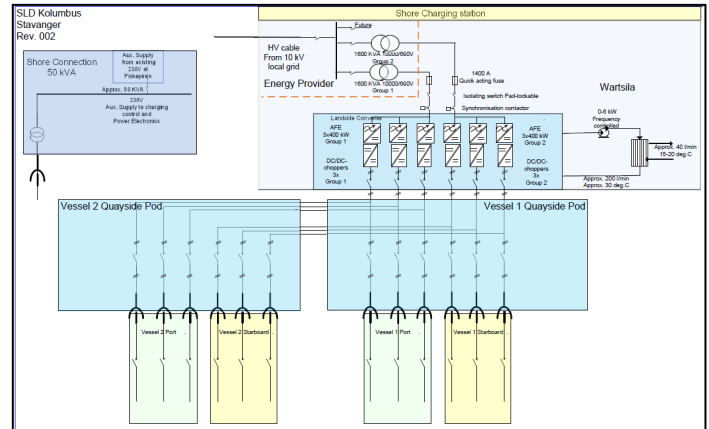 SLD Kolumbus
Stavanger
Rev. 002
Shore Charging station
Shore Connection
50 kVA
Aux. Supply
from existing
230V at
Fiskepiren
Approx. 50 KVA
230V
Aux. Supply to charging
control and
Power Electronics
HV cable
From 10 kV
local grid
Energy Provider
Future
1600 KVA 10000/690V
Group 2
1600 KVA 10000/690V
Group 1
1400 A
Quick acting fuse
Isolating switch Pad-lockable
Synchronisation contactor
Wartsila
Landside Converter
AFE
3x400 kW
Group 1
DC/DC-
choppers
3x
Group 1
AFE
3x400 kW
Group 2
DC/DC-
choppers
3x
Group 2
0-6 kW
Frequency
controlled
Approx. 40 l/min
15-20 deg.C
Approx. 200 l/min
Approx. 30 deg.C
Vessel 2 Quayside Pod
Vessel 1 Quayside Pod
Vessel 2 Port
Vessel 2 Starboard
Vessel 1 Port
Vessel 1 Starboard